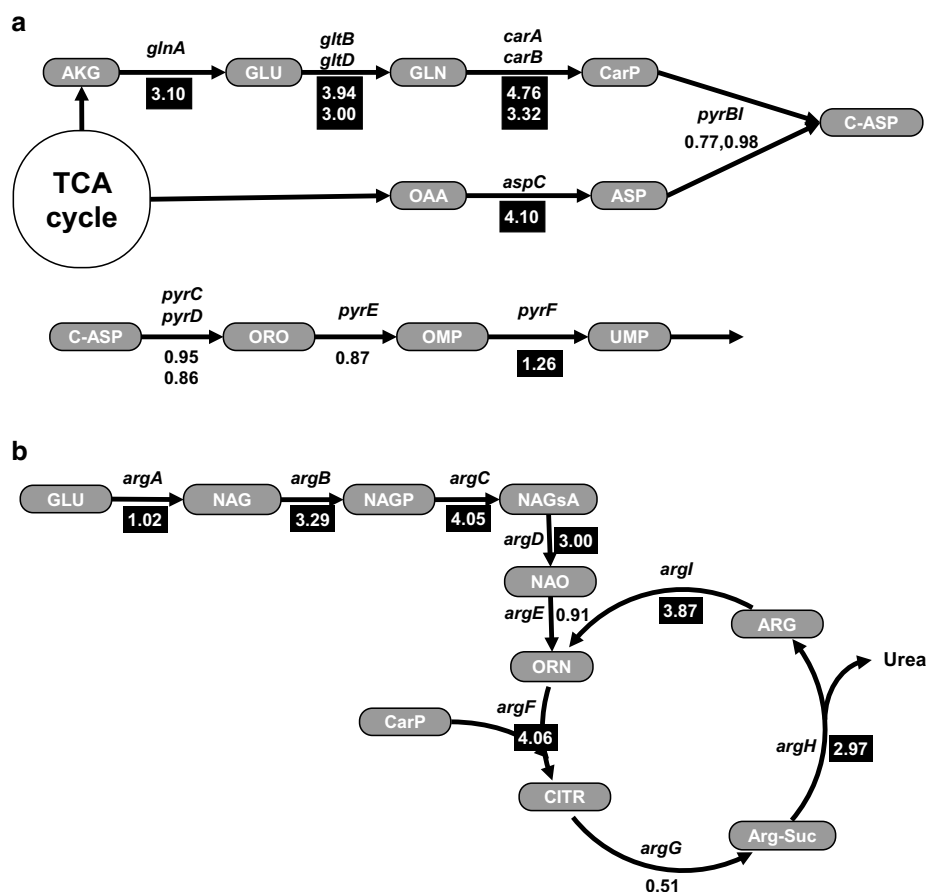 a
glnA
gltB
gltD
carA
carB
AKG
GLU
GLN
CarP
3.10
3.94
3.00
4.76
3.32
pyrBI
0.77,0.98
C-ASP
TCA
cycle
OAA
aspC
ASP
4.10
pyrC
pyrD
pyrE
pyrF
C-ASP
ORO
OMP
UMP
0.95
0.86
0.87
1.26
b
argA
argB
argC
GLU
NAG
NAGP
NAGsA
1.02
3.29
4.05
argD
3.00
NAO
argE
0.91
argI
3.87
ARG
ORN
Urea
argF
CarP
4.06
argH
2.97
CITR
Arg-Suc
argG
0.51